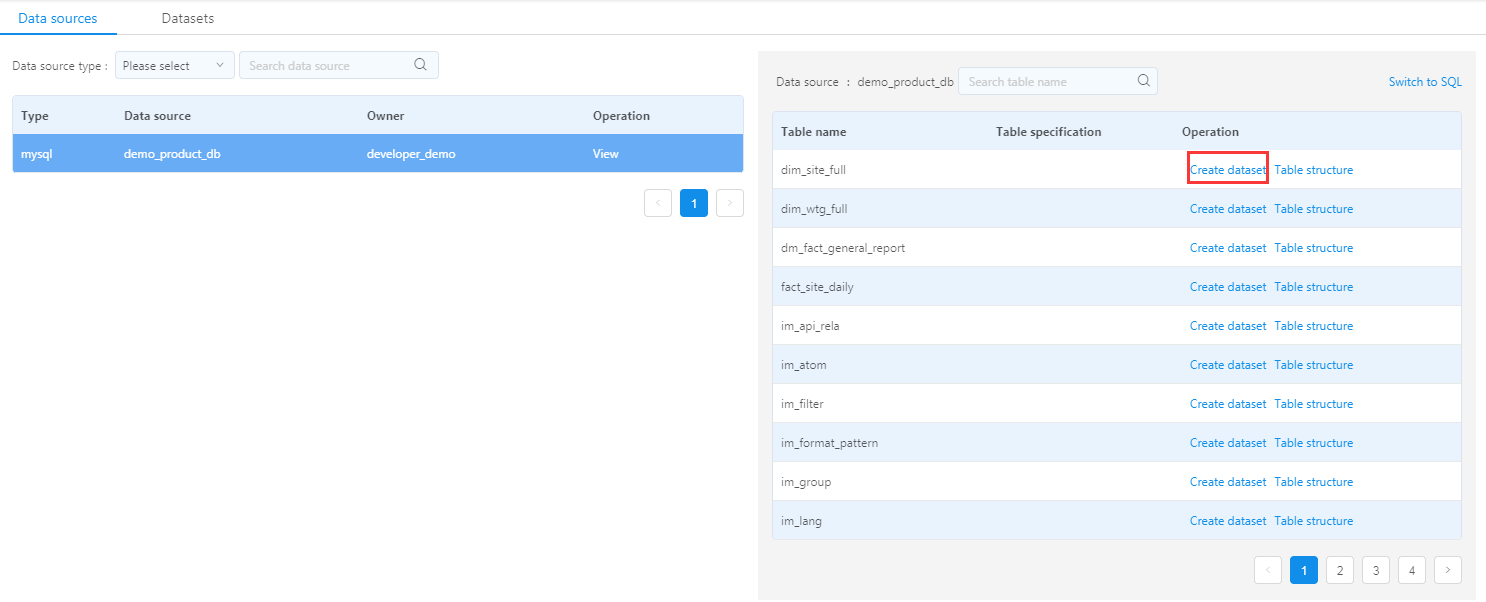 Data sources Datasets
Data source type : Please select Search data source
Type Data source Owner Operation
mysql demo_product_db developer_demo View
< 1 >
Data source : demo_product_db Search table name Switch to SQL
Table name Table specification Operation
dim_site_full Create dataset Table structure
dim_wtg_full Create dataset Table structure
dm_fact_general_report Create dataset Table structure
fact_site_daily Create dataset Table structure
im_api_rela Create dataset Table structure
im_atom Create dataset Table structure
im_filter Create dataset Table structure
im_format_pattern Create dataset Table structure
im_group Create dataset Table structure
im_lang Create dataset Table structure
< 1 2 3 4 >